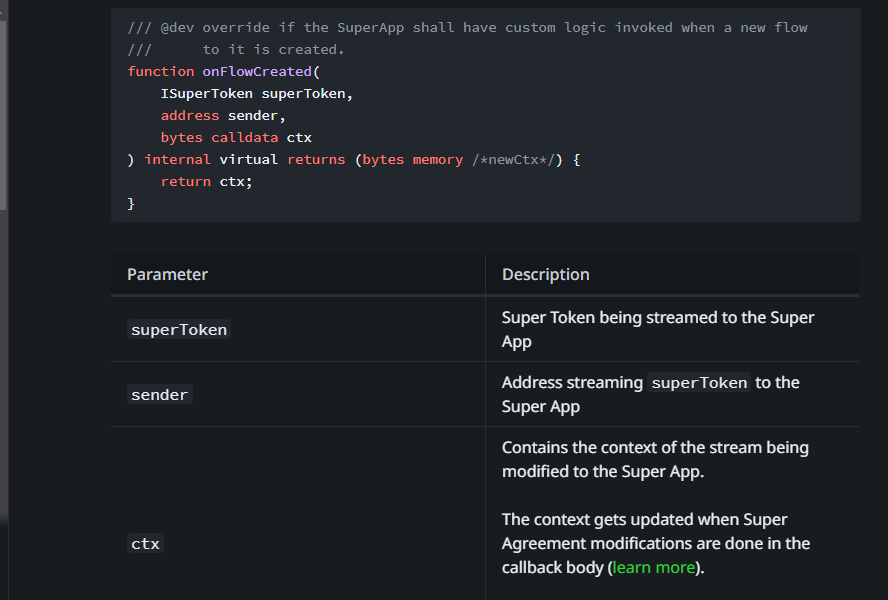 /// @dev override if the SuperApp shall have custom logic invoked when a new flow
///      to it is created.
function onFlowCreated(
    ISuperToken superToken,
    address sender,
    bytes calldata ctx
) internal virtual returns (bytes memory /*newCtx*/) {
    return ctx;
}
Parameter Description
superToken
Super Token being streamed to the Super
App
sender
Address streaming superToken to the
Super App
ctx
Contains the context of the stream being
modified to the Super App.
The context gets updated when Super
Agreement modifications are done in the
callback body (learn more).